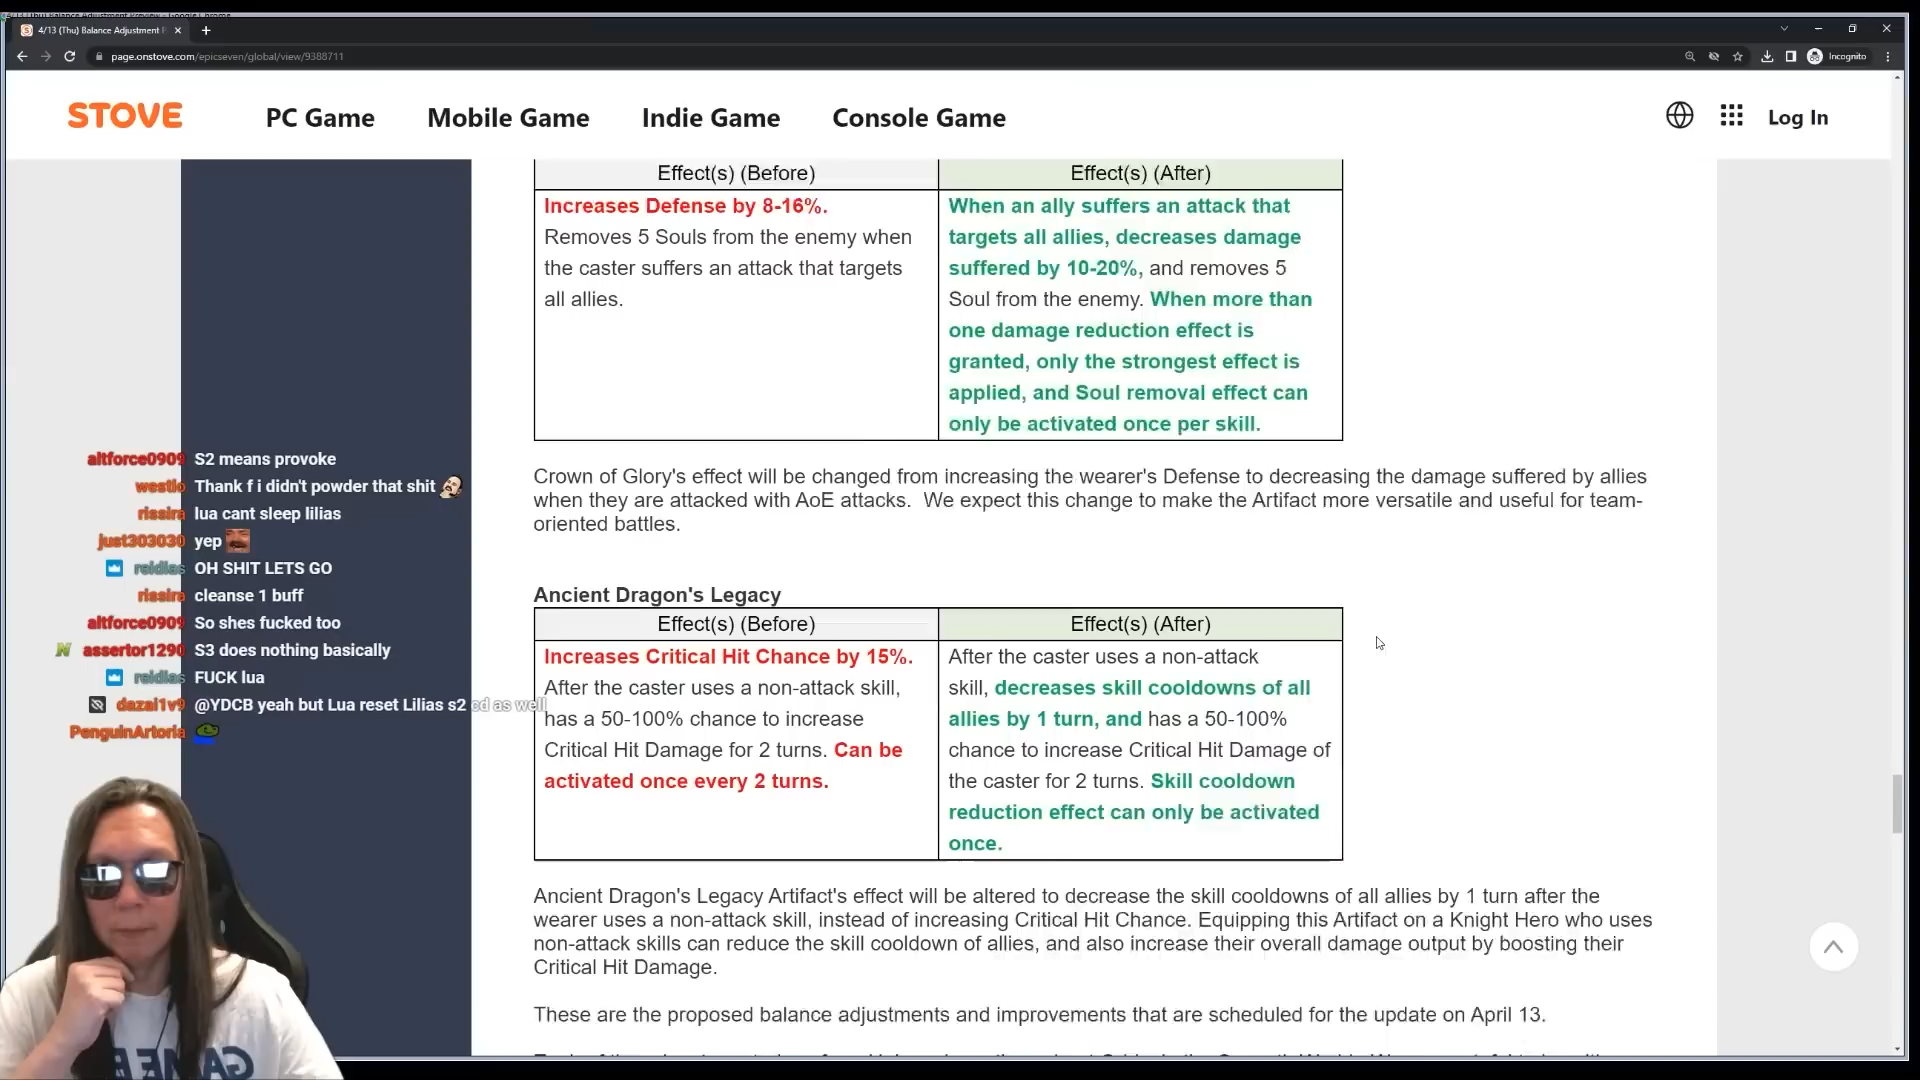 4/13 (Thu) Balance Adjustment Preview - Google Chrome
4/13 (Thu) Balance Adjustment P
page.onstove.com/epicseven/global/view/9388711
Incognito
STOVE
PC Game
Mobile Game
Indie Game
Console Game
Log In
Effect(s) (Before)
Effect(s) (After)
Increases Defense by 8-16%.
Removes 5 Souls from the enemy when
the caster suffers an attack that targets
all allies.
When an ally suffers an attack that
targets all allies, decreases damage
suffered by 10-20%, and removes 5
Soul from the enemy. When more than
one damage reduction effect is
granted, only the strongest effect is
applied, and Soul removal effect can
only be activated once per skill.
Crown of Glory's effect will be changed from increasing the wearer's Defense to decreasing the damage suffered by allies
when they are attacked with AoE attacks.  We expect this change to make the Artifact more versatile and useful for team-
oriented battles.
Ancient Dragon's Legacy
Effect(s) (Before)
Effect(s) (After)
Increases Critical Hit Chance by 15%.
After the caster uses a non-attack skill,
has a 50-100% chance to increase
Critical Hit Damage for 2 turns. Can be
activated once every 2 turns.
After the caster uses a non-attack
skill, decreases skill cooldowns of all
allies by 1 turn, and has a 50-100%
chance to increase Critical Hit Damage of
the caster for 2 turns. Skill cooldown
reduction effect can only be activated
once.
Ancient Dragon's Legacy Artifact's effect will be altered to decrease the skill cooldowns of all allies by 1 turn after the
wearer uses a non-attack skill, instead of increasing Critical Hit Chance. Equipping this Artifact on a Knight Hero who uses
non-attack skills can reduce the skill cooldown of allies, and also increase their overall damage output by boosting their
Critical Hit Damage.
These are the proposed balance adjustments and improvements that are scheduled for the update on April 13.
altforce0909 S2 means provoke
westlo Thank f i didn't powder that shit
rissira lua cant sleep lilias
just303030 yep
reidlas OH SHIT LETS GO
rissira cleanse 1 buff
altforce0909 So shes fucked too
assertor1290 S3 does nothing basically
reidlas FUCK lua
dazai1v9 @YDCB yeah but Lua reset Lilias s2 cd as well
PenguinArtoria